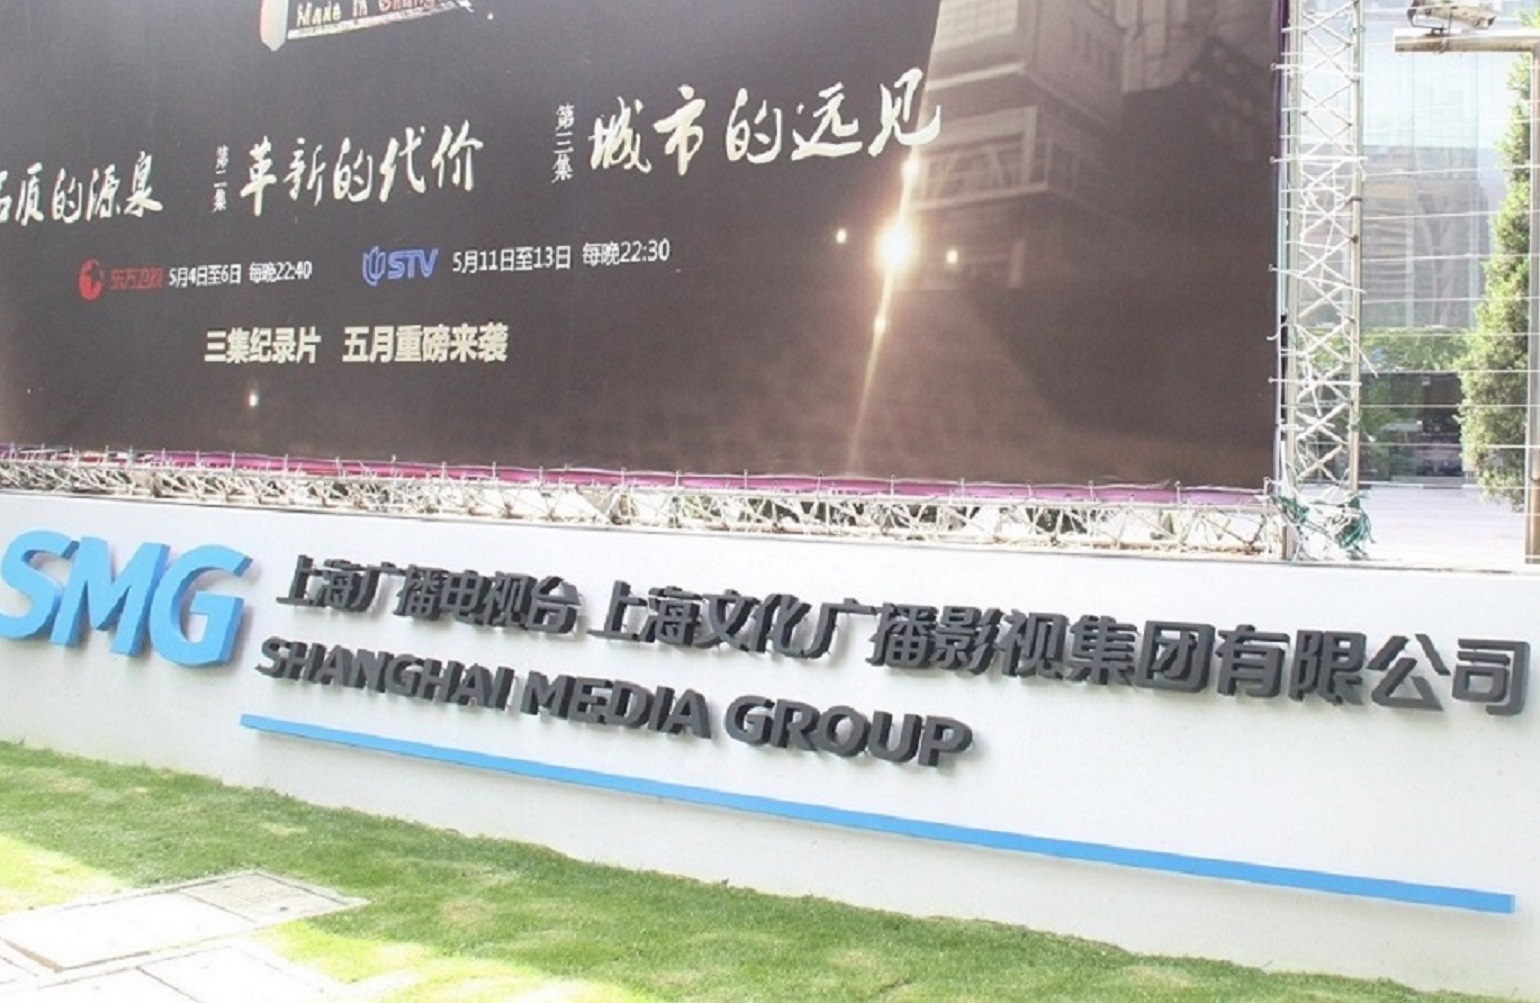 Made in Shang
品质的源泉
第二集 革新的代价
第三集 城市的远见
东方卫视 5月4日至6日 每晚22:40
STV 5月11日至13日 每晚22:30
三集纪录片 五月重磅来袭
SMG
上海广播电视台 上海文化广播影视集团有限公司
SHANGHAI MEDIA GROUP